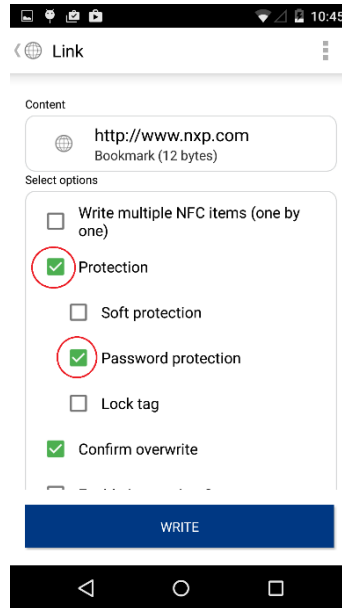 10:45
Link
Content
http://www.nxp.com
Bookmark (12 bytes)
Select options
Write multiple NFC items (one by
one)
Protection
Soft protection
Password protection
Lock tag
Confirm overwrite
WRITE